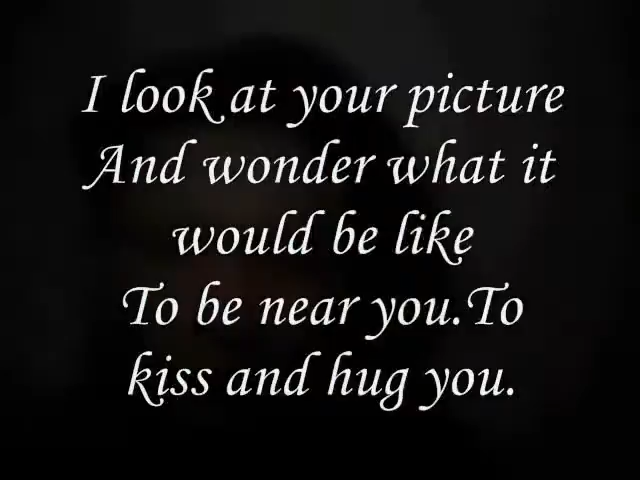 I look at your picture
And wonder what it
would be like
To be near you.To
kiss and hug you.